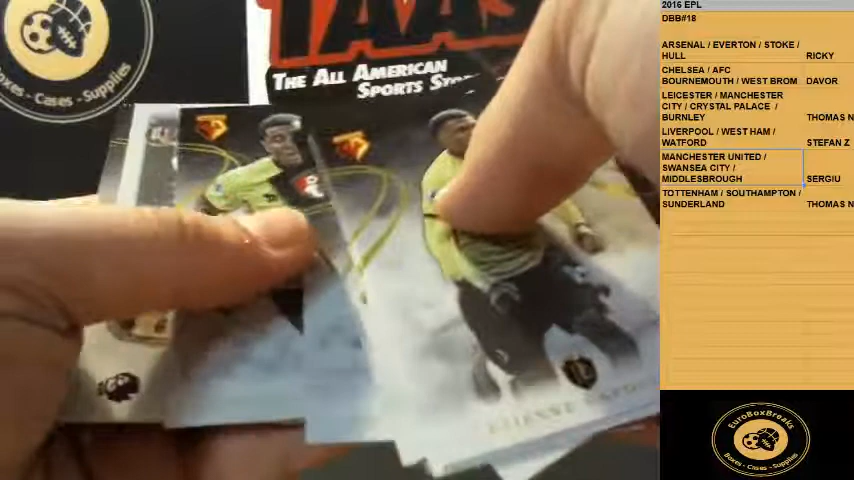 TAAS
THE ALL AMERICAN
SPORTS
Boxes - Cases - Supplies
ETIENNE
2016 EPL
DBB#18
ARSENAL / EVERTON / STOKE /
HULL RICKY
CHELSEA / AFC
BOURNEMOUTH / WEST BROM DAVOR
LEICESTER / MANCHESTER
CITY / CRYSTAL PALACE /
BURNLEY THOMAS N
LIVERPOOL / WEST HAM /
WATFORD STEFAN Z
MANCHESTER UNITED /
SWANSEA CITY /
MIDDLESBROUGH SERGIU
TOTTENHAM / SOUTHAMPTON /
SUNDERLAND THOMAS N
EuroBoxBreaks
Boxes - Cases - Supplies